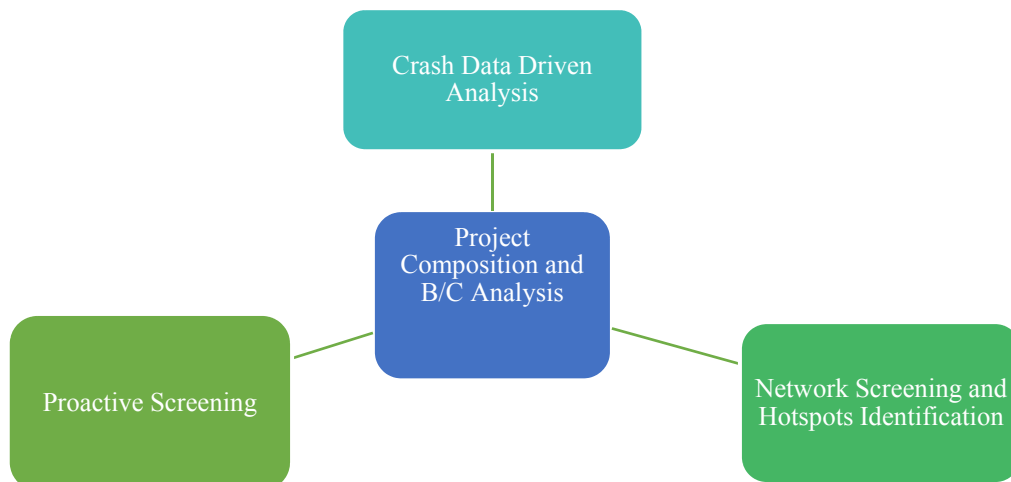 Crash Data Driven
Analysis
Project
Composition and
B/C Analysis
Proactive Screening
Network Screening and
Hotspots Identification